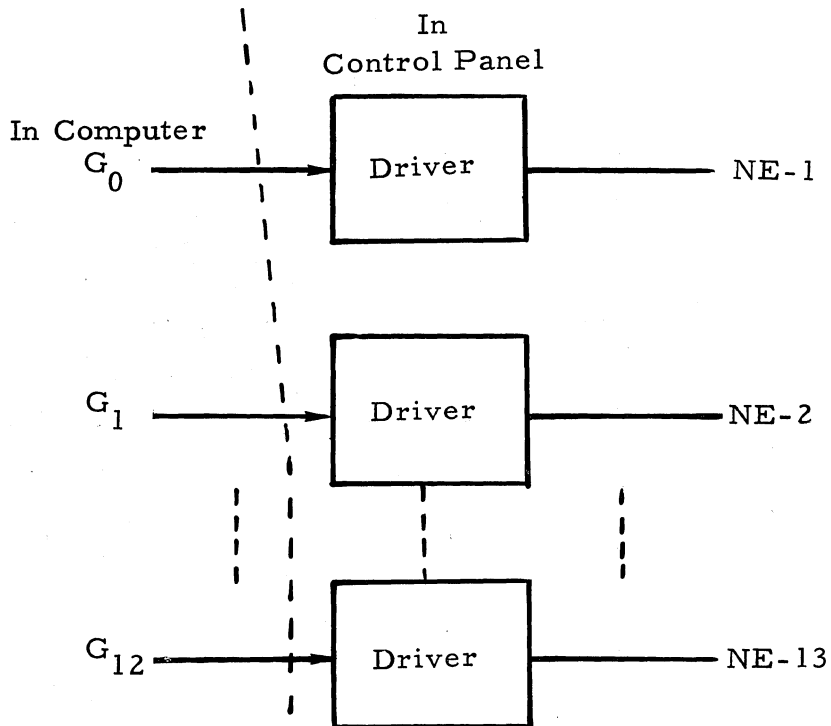 In
Control Panel
In Computer
G0 Driver NE-1
G1 Driver NE-2
G12 Driver NE-13